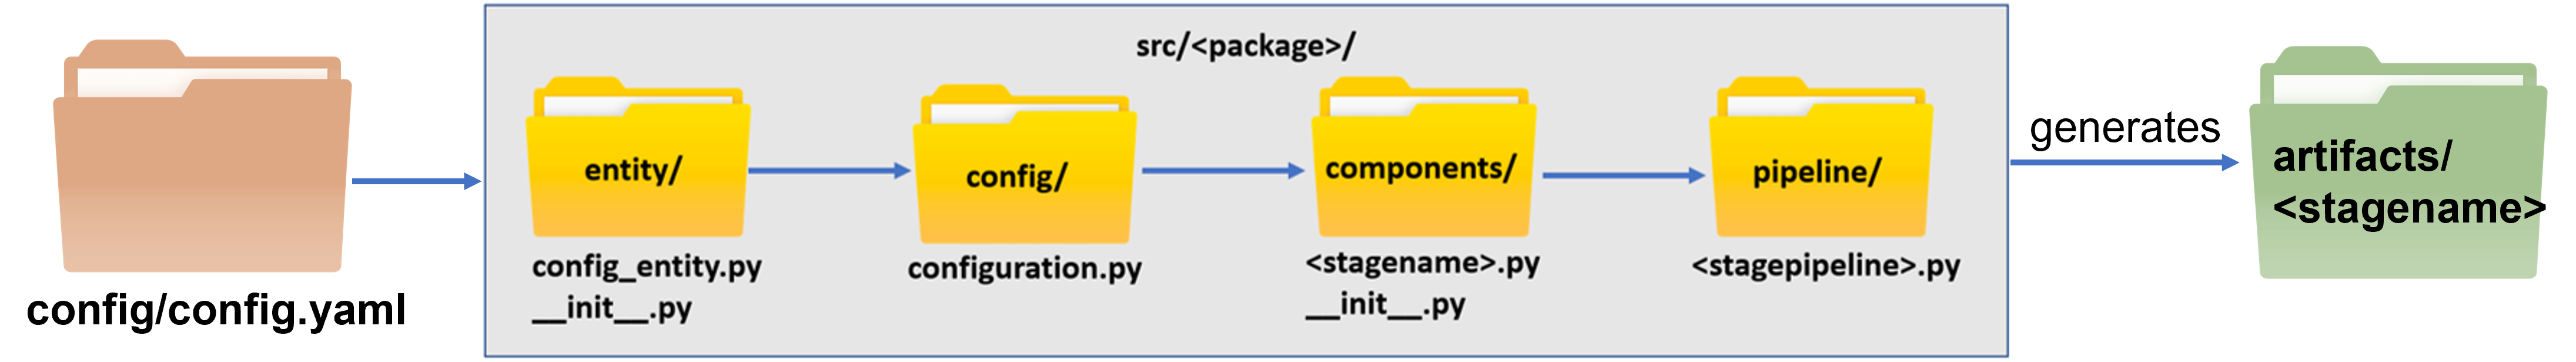 src/<package>/
entity/
config/
components/
pipeline/
generates
artifacts/
<stagename>
config_entity.py
__init__.py
configuration.py
<stagename>.py
__init__.py
<stagepipeline>.py
config/config.yaml